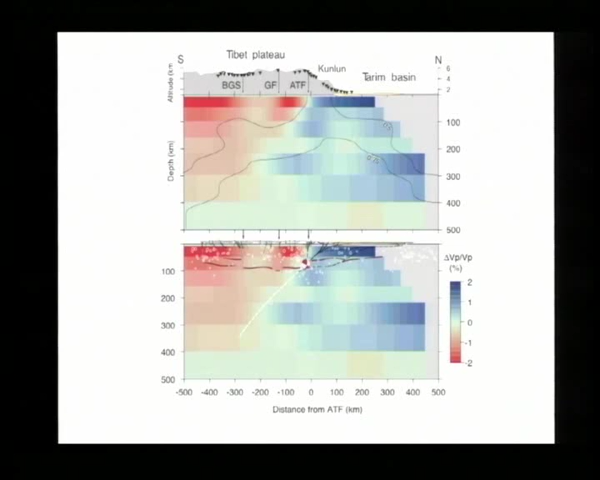 S
Tibet plateau
Kunlun
Tarim basin
N
Altitude (km
6
4
2
BGS
GF
ATF
Depth (km)
100
200
300
400
500
100
200
300
400
500
-500 -400 -300 -200 -100 0 100 200 300 400 500
Distance from ATF (km)
ΔVp/Vp
(%)
2
1
0
-1
-2